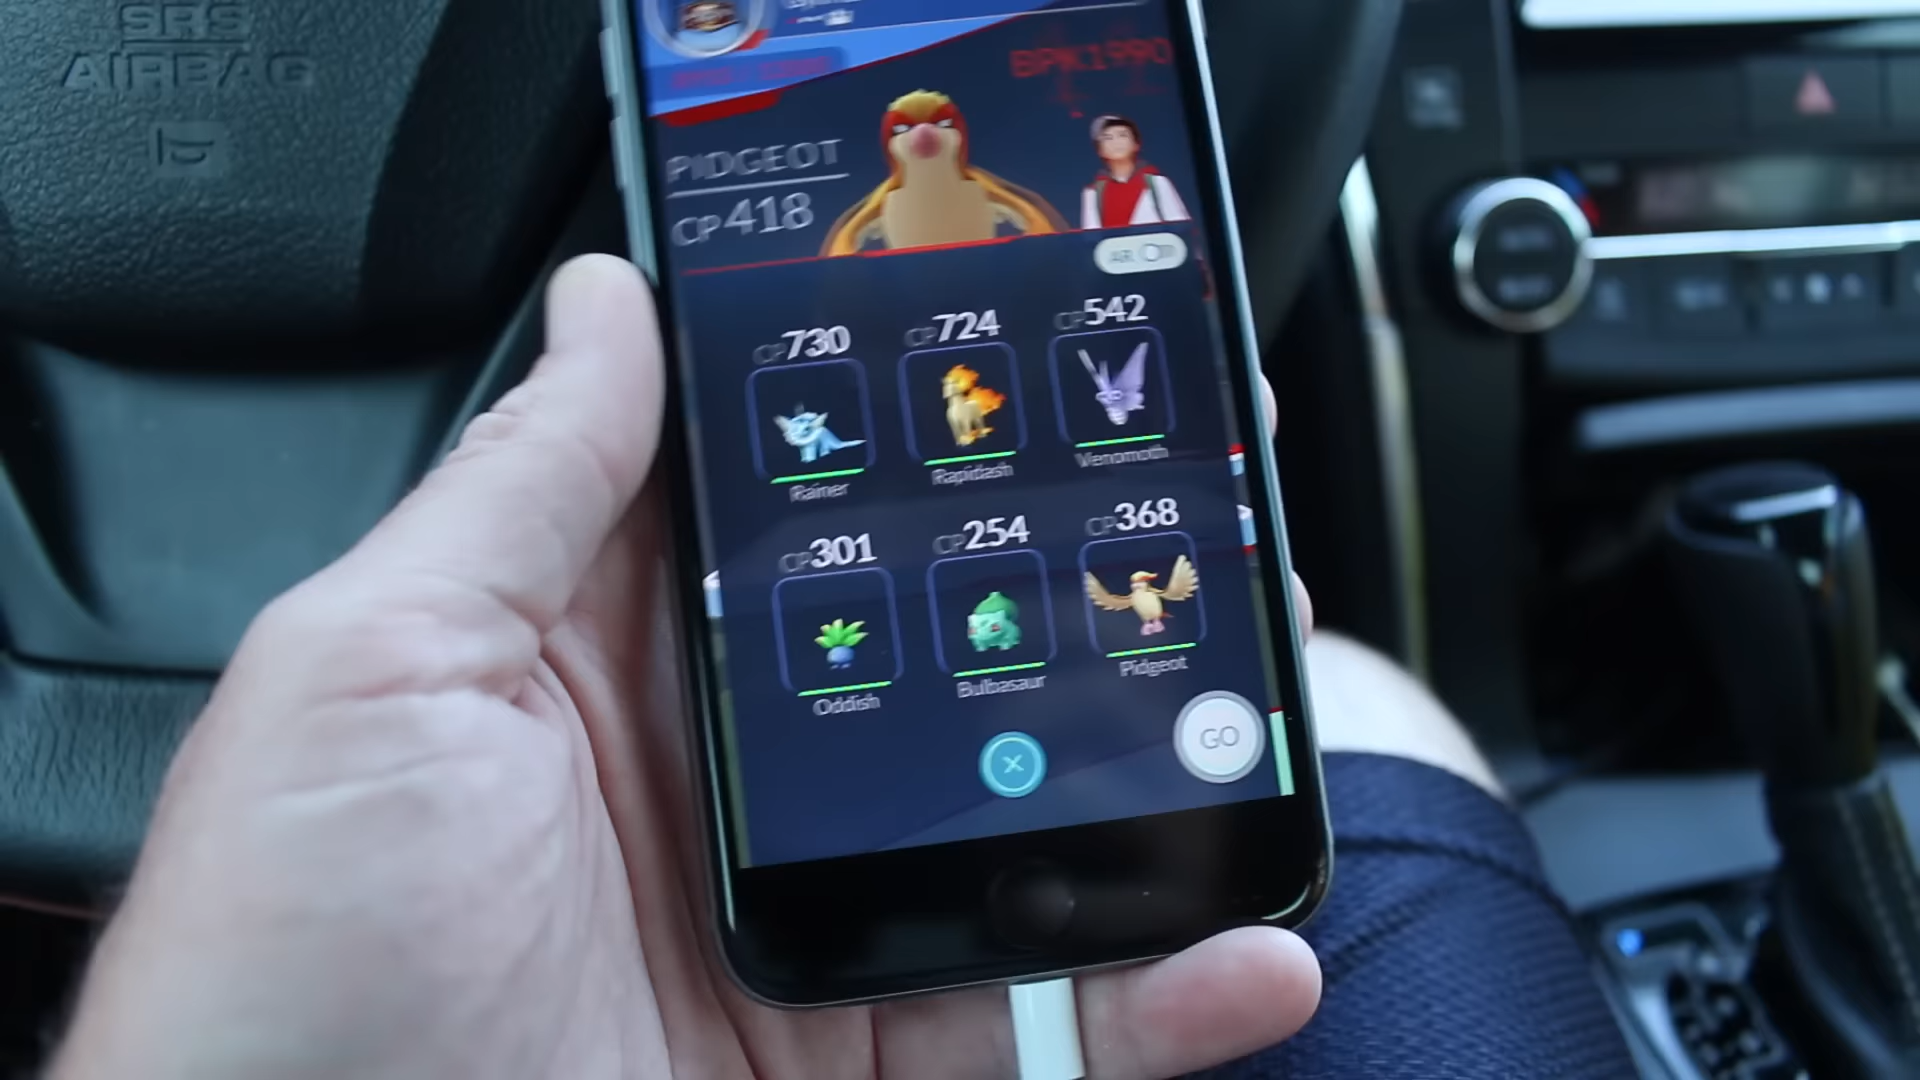 SRS
AIRBAG
BPK1990
PIDGEOT
CP418
AR On
CP730 CP724 CP542
Rainer Rapidash Venomoth
CP301 CP254 CP368
Oddish Bulbasaur Pidgeot
X GO